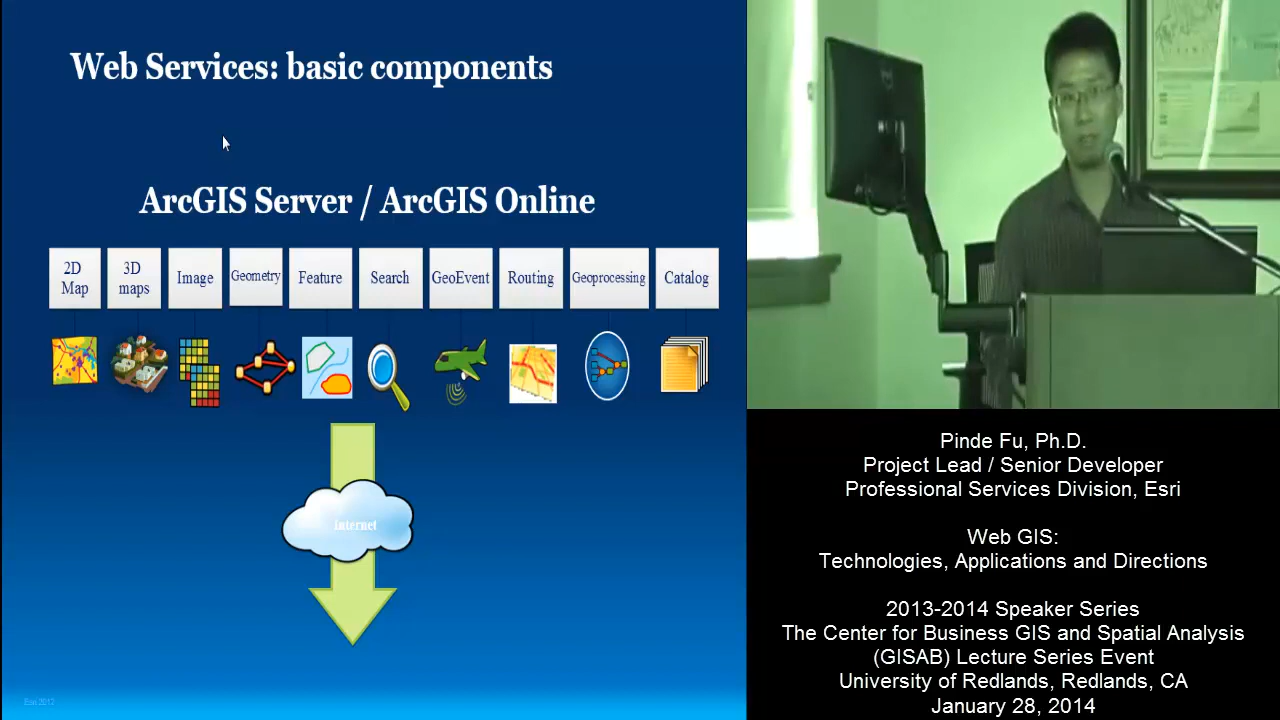 Web Services: basic components
ArcGIS Server / ArcGIS Online
2D Map
3D maps
Image
Geometry
Feature
Search
GeoEvent
Routing
Geoprocessing
Catalog
Internet
Esri 2012
Pinde Fu, Ph.D.
Project Lead / Senior Developer
Professional Services Division, Esri
Web GIS:
Technologies, Applications and Directions
2013-2014 Speaker Series
The Center for Business GIS and Spatial Analysis
(GISAB) Lecture Series Event
University of Redlands, Redlands, CA
January 28, 2014